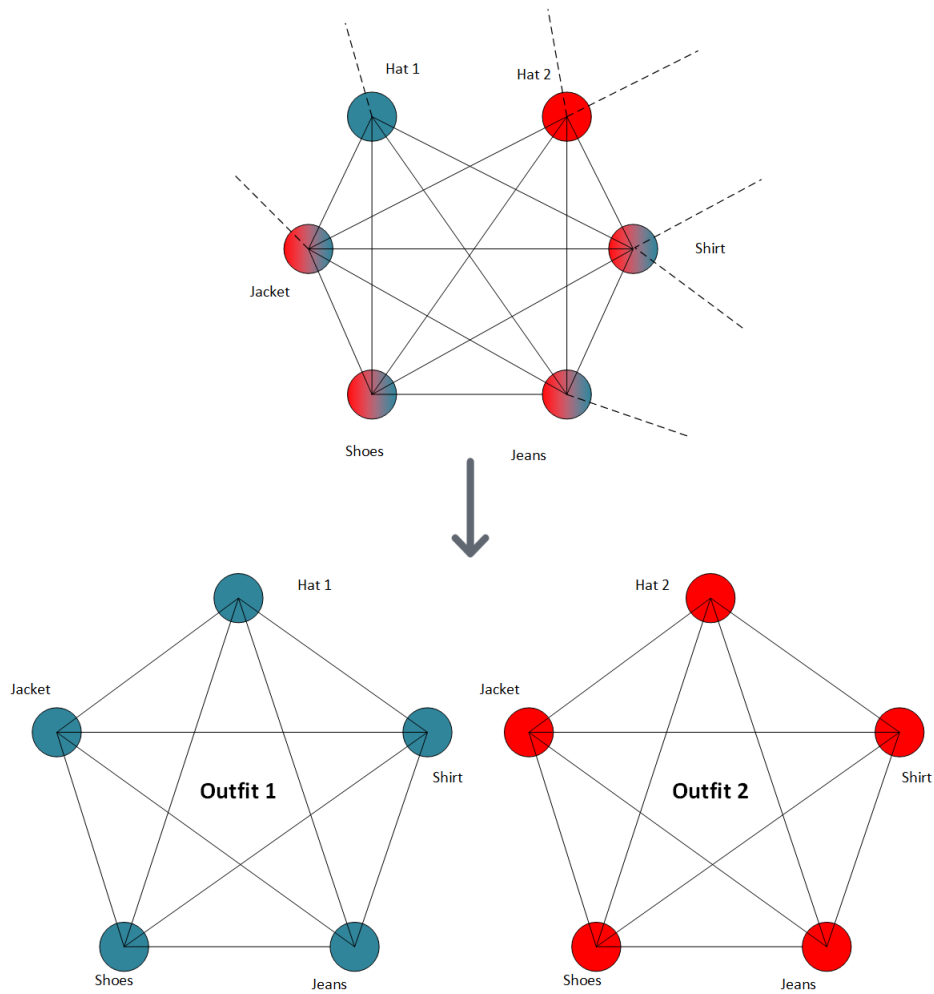 Hat 1
Hat 2
Shirt
Jacket
Shoes
Jeans
Hat 1
Hat 2
Jacket
Jacket
Shirt
Shirt
Outfit 1
Outfit 2
Shoes
Jeans
Shoes
Jeans